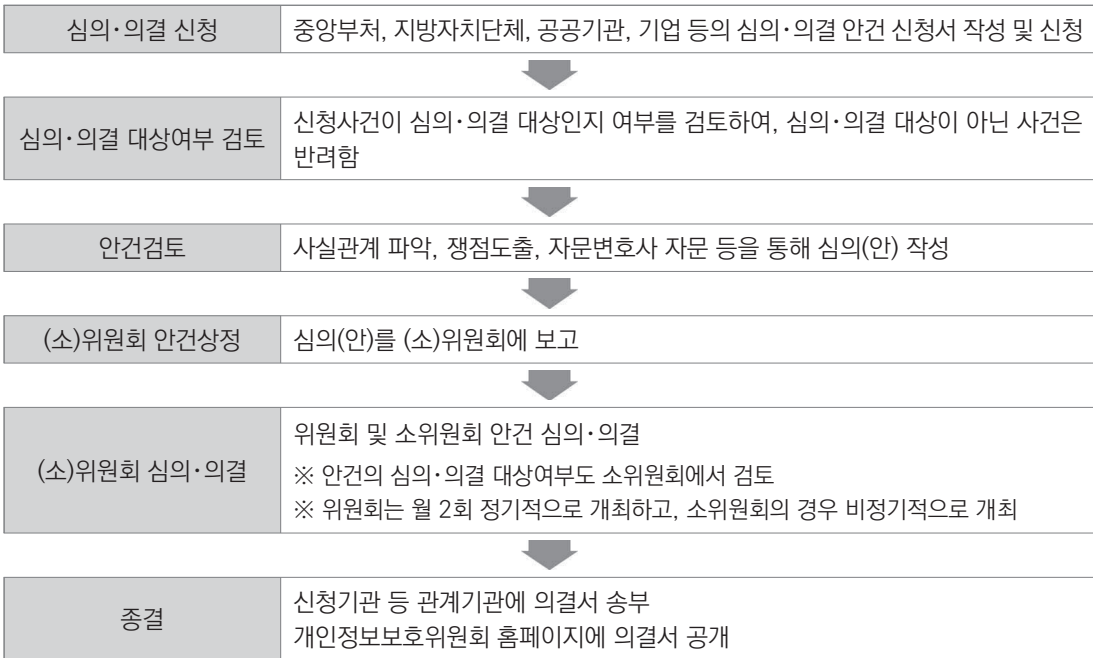 심의·의결 신청
중앙부처, 지방자치단체, 공공기관, 기업 등의 심의·의결 안건 신청서 작성 및 신청
심의·의결 대상여부 검토
신청사건이 심의·의결 대상인지 여부를 검토하여, 심의·의결 대상이 아닌 사건은
반려함
안건검토
사실관계 파악, 쟁점도출, 자문변호사 자문 등을 통해 심의(안) 작성
(소)위원회 안건상정
심의(안)를 (소)위원회에 보고
(소)위원회 심의·의결
위원회 및 소위원회 안건 심의·의결
※ 안건의 심의·의결 대상여부도 소위원회에서 검토
※ 위원회는 월 2회 정기적으로 개최하고, 소위원회의 경우 비정기적으로 개최
종결
신청기관 등 관계기관에 의결서 송부
개인정보보호위원회 홈페이지에 의결서 공개